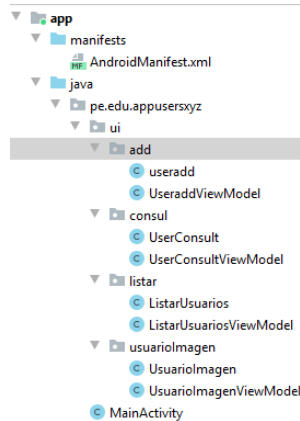 app
manifests
AndroidManifest.xml
java
pe.edu.appusersxyz
ui
add
useradd
UseraddViewModel
consul
UserConsult
UserConsultViewModel
listar
ListarUsuarios
ListarUsuariosViewModel
usuarioImagen
UsuarioImagen
UsuarioImagenViewModel
MainActivity